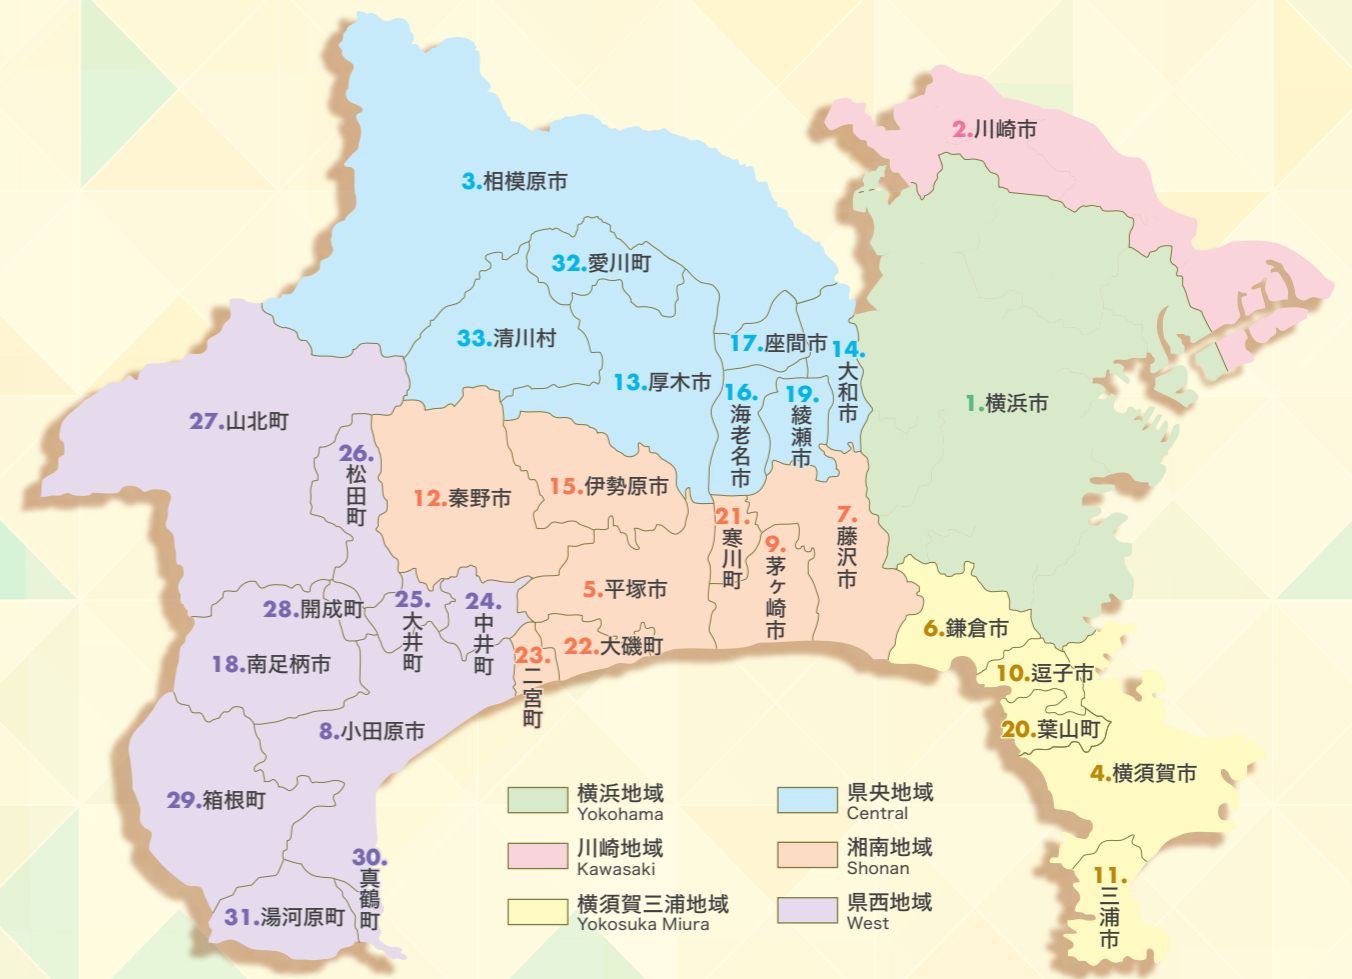 2.川崎市
3.相模原市
32.愛川町
33.清川村
17.座間市
14.大和市
13.厚木市
16.海老名市
19.綾瀬市
1.横浜市
27.山北町
26.松田町
12.秦野市
15.伊勢原市
21.寒川町
7.藤沢市
9.茅ヶ崎市
5.平塚市
28.開成町
25.大井町
24.中井町
6.鎌倉市
22.大磯町
23.二宮町
18.南足柄市
10.逗子市
8.小田原市
20.葉山町
4.横須賀市
29.箱根町
30.真鶴町
11.三浦市
31.湯河原町
横浜地域
Yokohama
川崎地域
Kawasaki
横須賀三浦地域
Yokosuka Miura
県央地域
Central
湘南地域
Shonan
県西地域
West